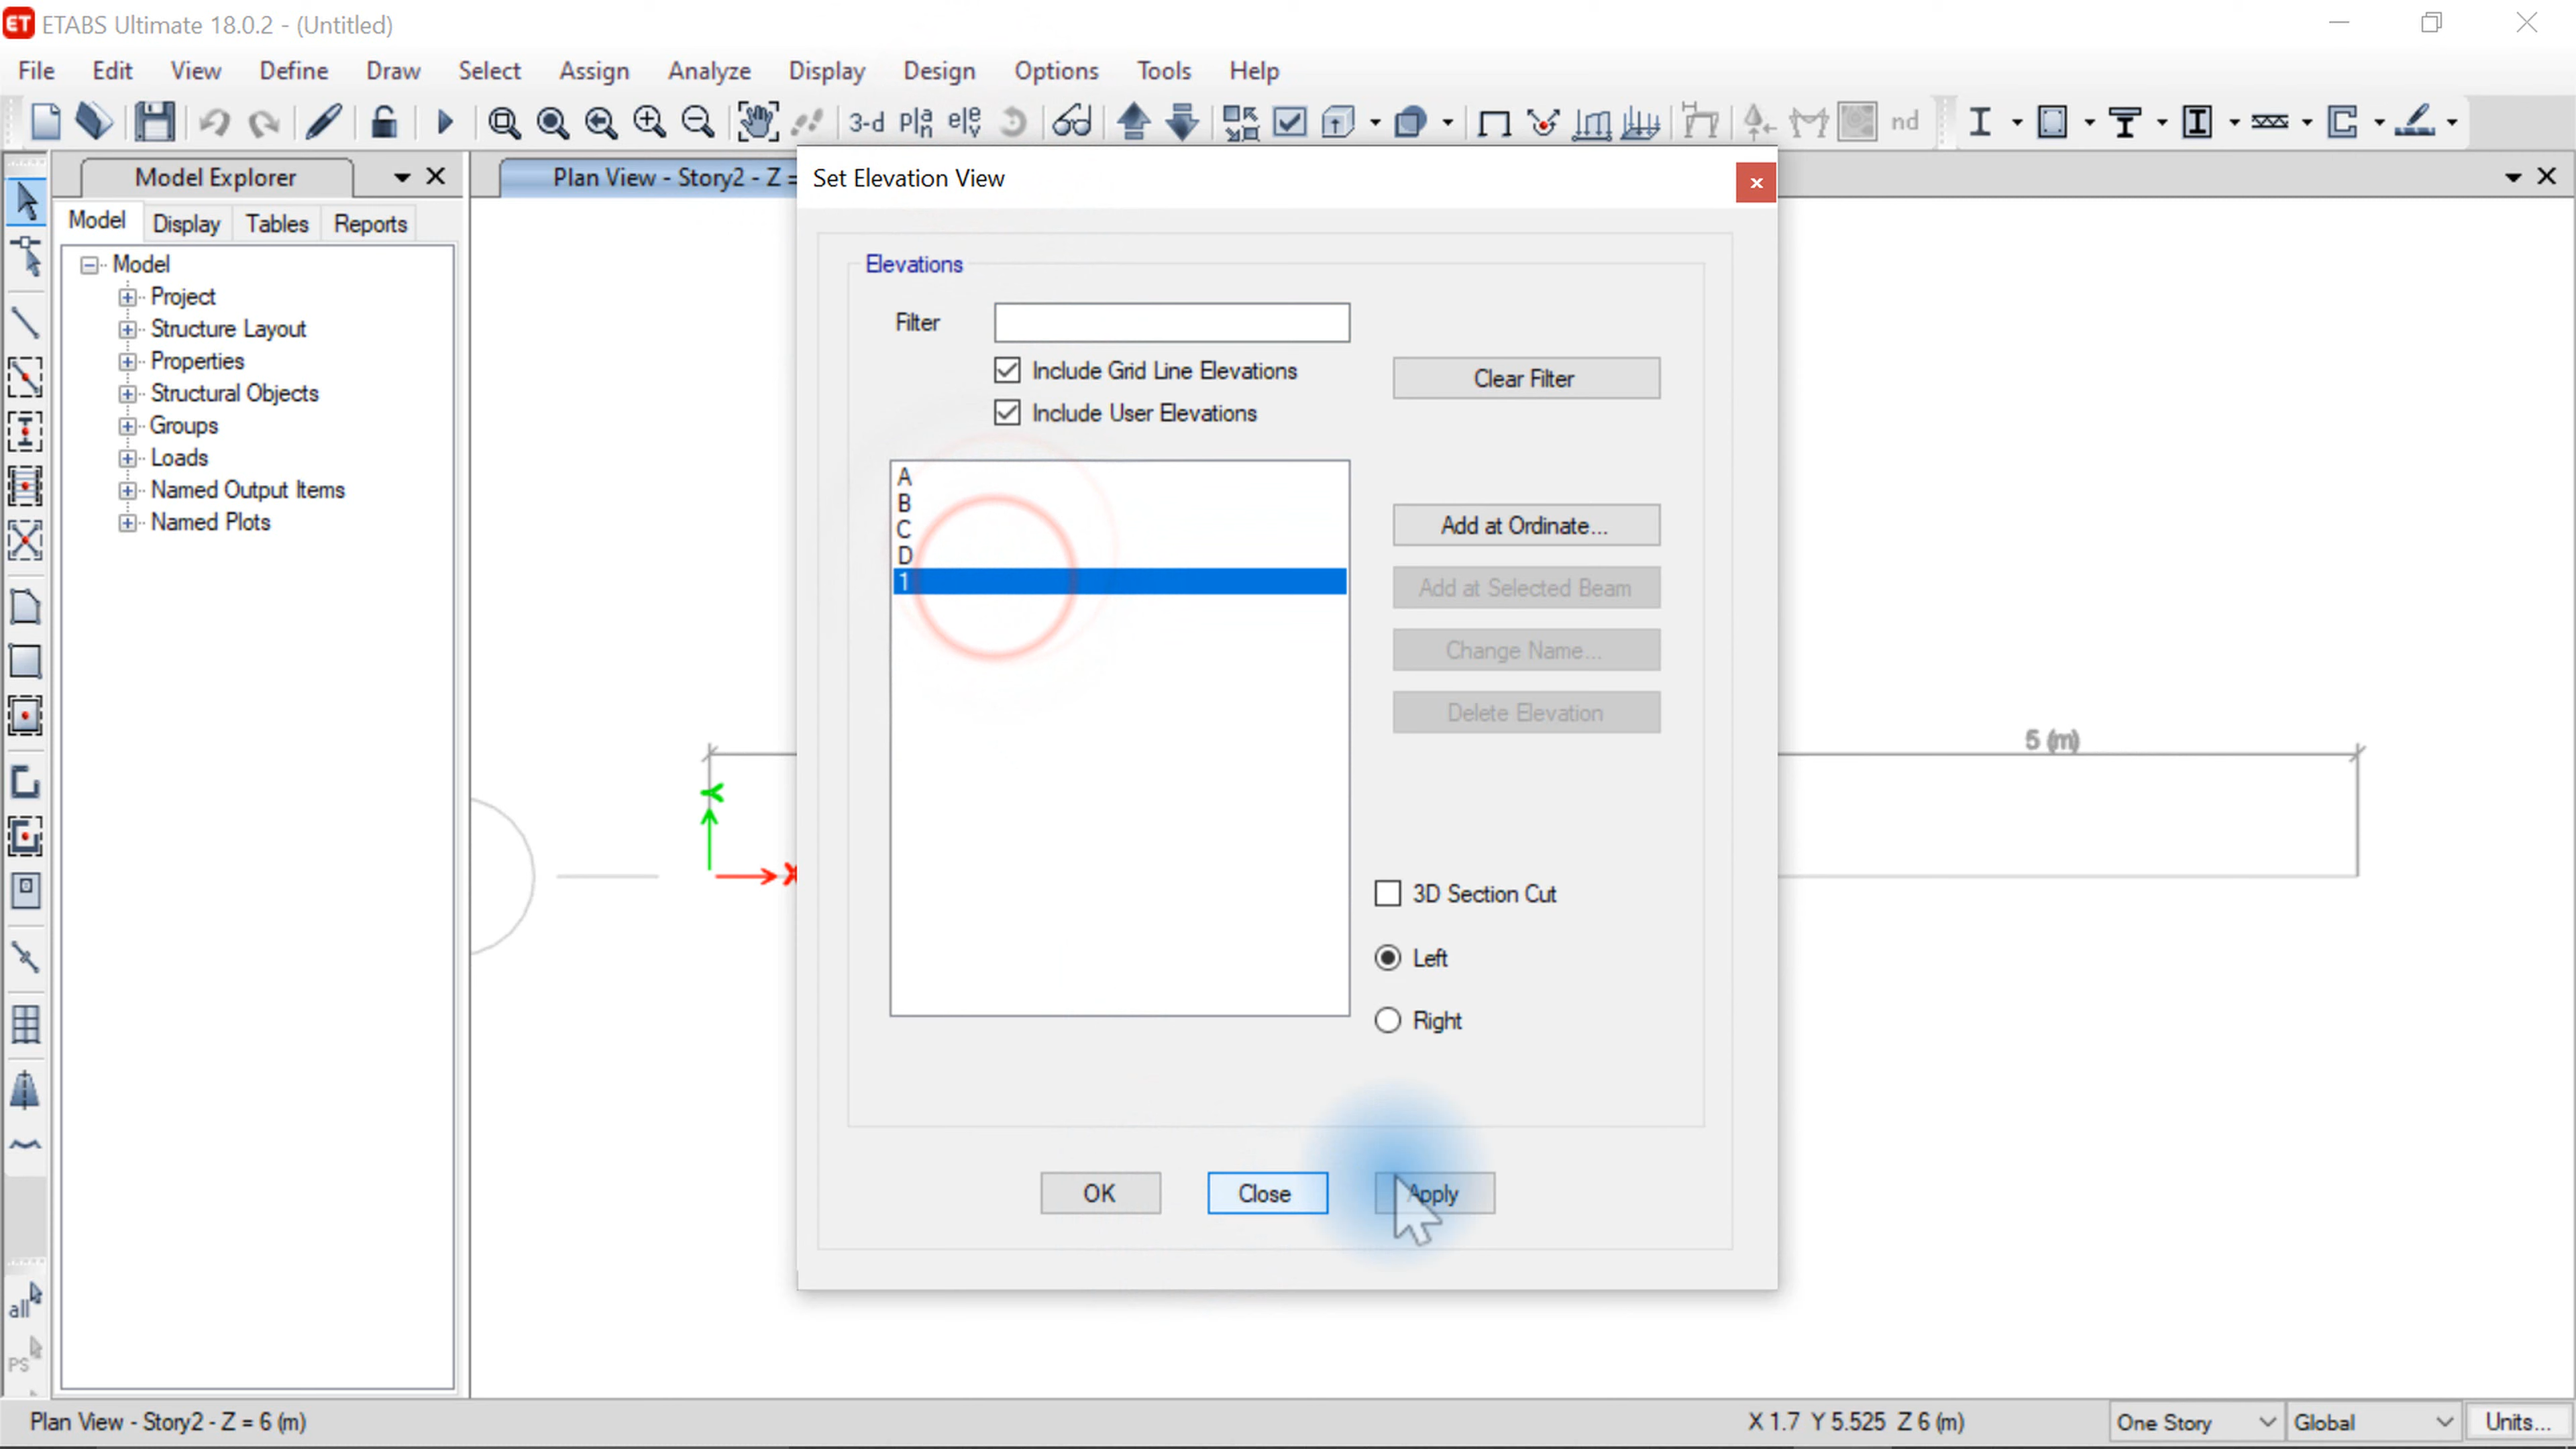 ET ETABS Ultimate 18.0.2 - (Untitled)
File Edit View Define Draw Select Assign Analyze Display Design Options Tools Help
3-d pla n ele v nd
Model Explorer
Plan View - Story2 - Z =
Set Elevation View
Model Display Tables Reports
Model
Project
Structure Layout
Properties
Structural Objects
Groups
Loads
Named Output Items
Named Plots
Elevations
Filter
Include Grid Line Elevations
Clear Filter
Include User Elevations
A
B
C
D
1
Add at Ordinate...
Add at Selected Beam
Change Name...
Delete Elevation
3D Section Cut
Left
Right
OK Close Apply
5 (m)
Y
X
all
PS
Plan View - Story2 - Z = 6 (m)
X 1.7 Y 5.525 Z 6 (m)
One Story Global Units...